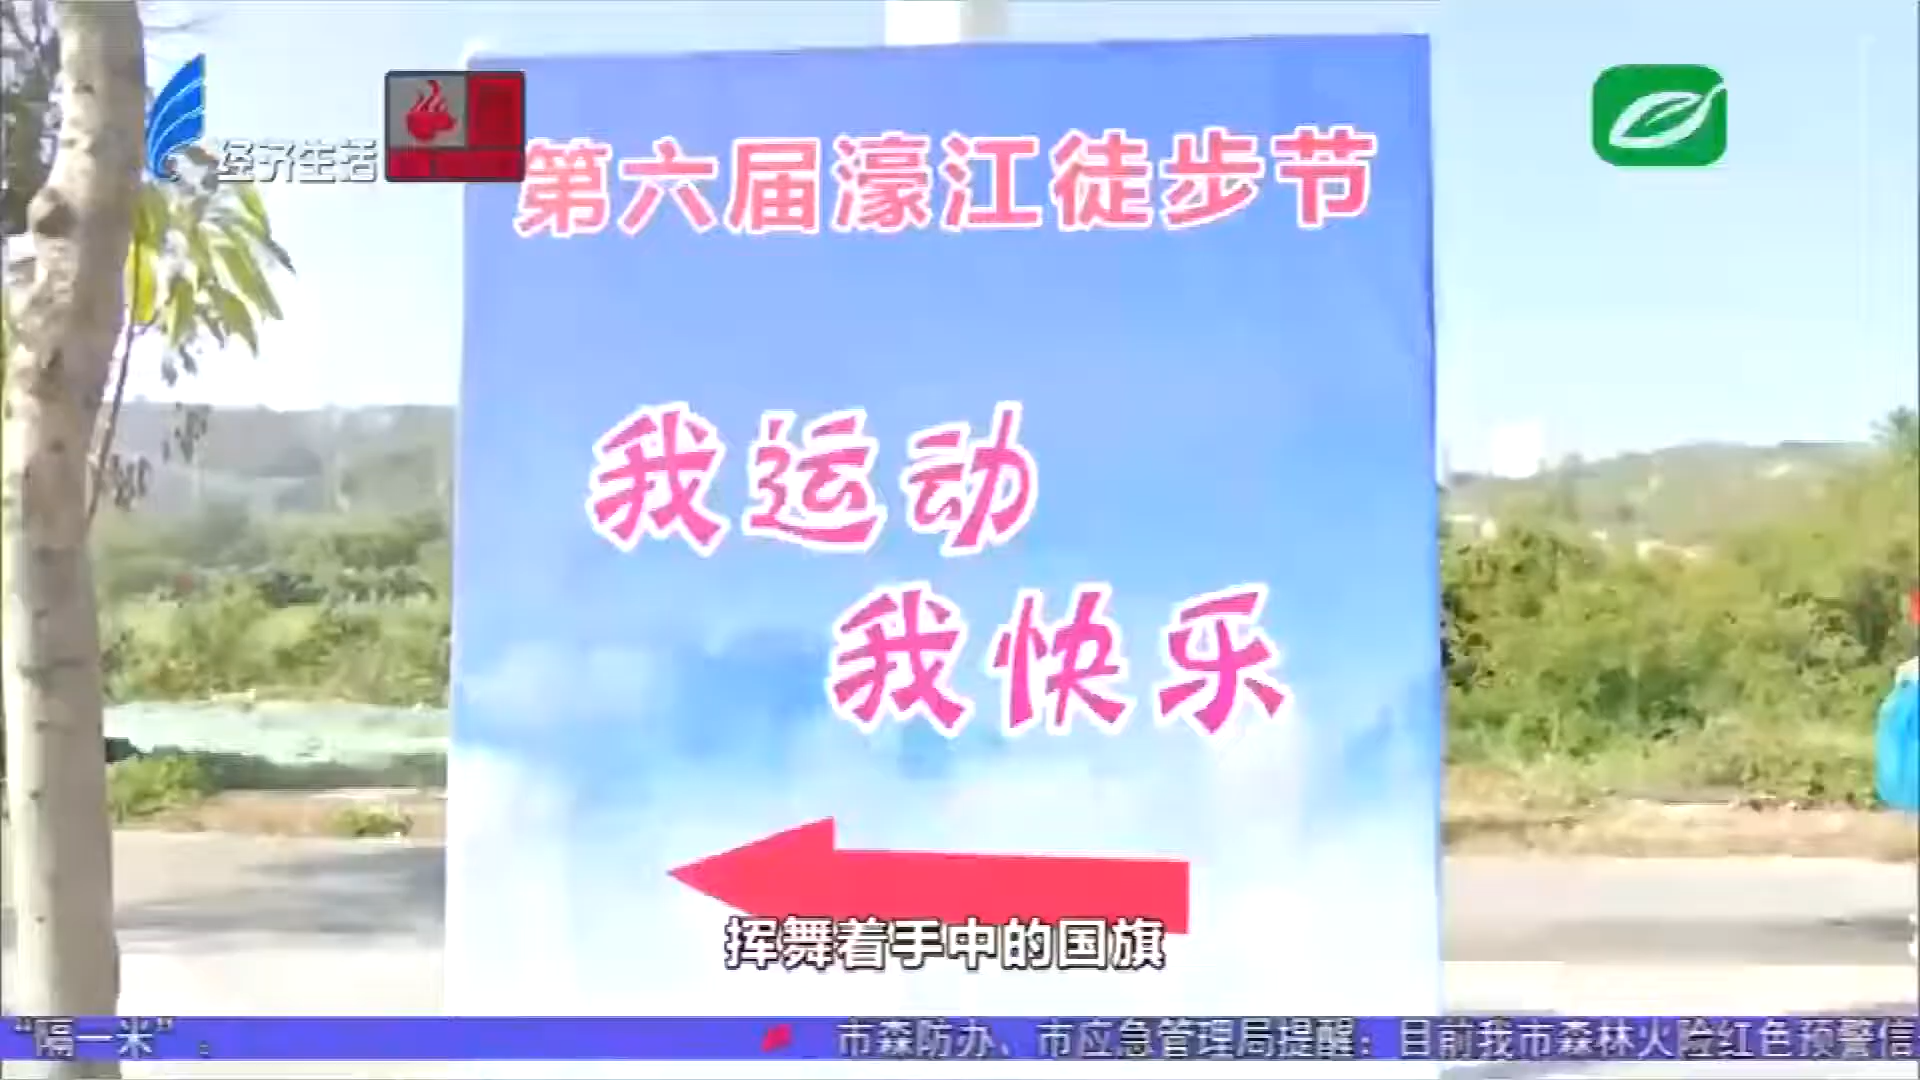 经济生活
第六届濠江徒步节
我运动
我快乐
挥舞着手中的国旗
“隔一米”。 市森防办、市应急管理局提醒：目前我市森林火险红色预警信